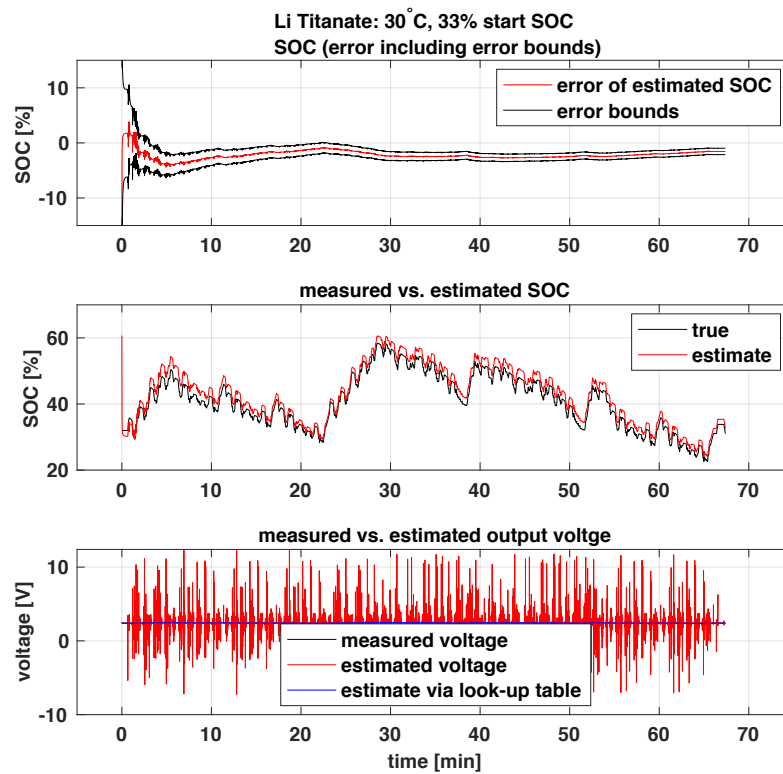 Li Titanate: 30°C, 33% start SOC
SOC (error including error bounds)
SOC [%]
10
0
-10
error of estimated SOC
error bounds
0 10 20 30 40 50 60 70
measured vs. estimated SOC
SOC [%]
60
40
20
true
estimate
0 10 20 30 40 50 60 70
measured vs. estimated output voltge
voltage [V]
10
0
-10
measured voltage
estimated voltage
estimate via look-up table
0 10 20 30 40 50 60 70
time [min]